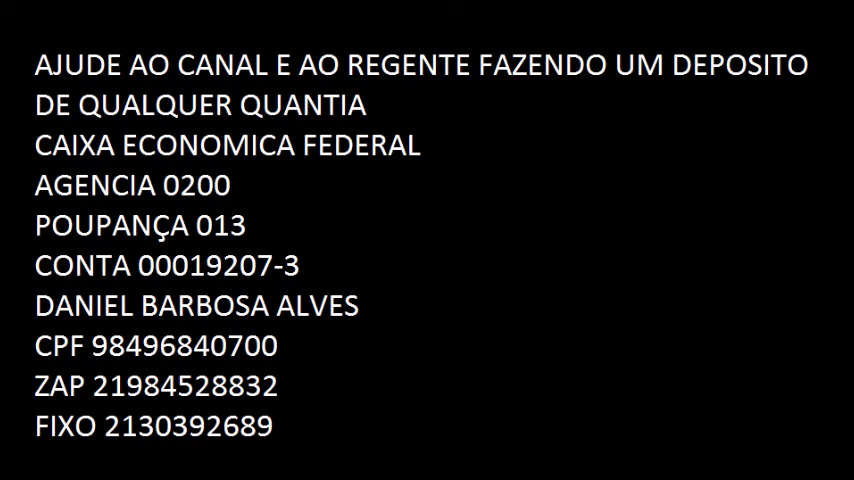 AJUDE AO CANAL E AO REGENTE FAZENDO UM DEPOSITO
DE QUALQUER QUANTIA
CAIXA ECONOMICA FEDERAL
AGENCIA 0200
POUPANÇA 013
CONTA 00019207-3
DANIEL BARBOSA ALVES
CPF 98496840700
ZAP 21984528832
FIXO 2130392689